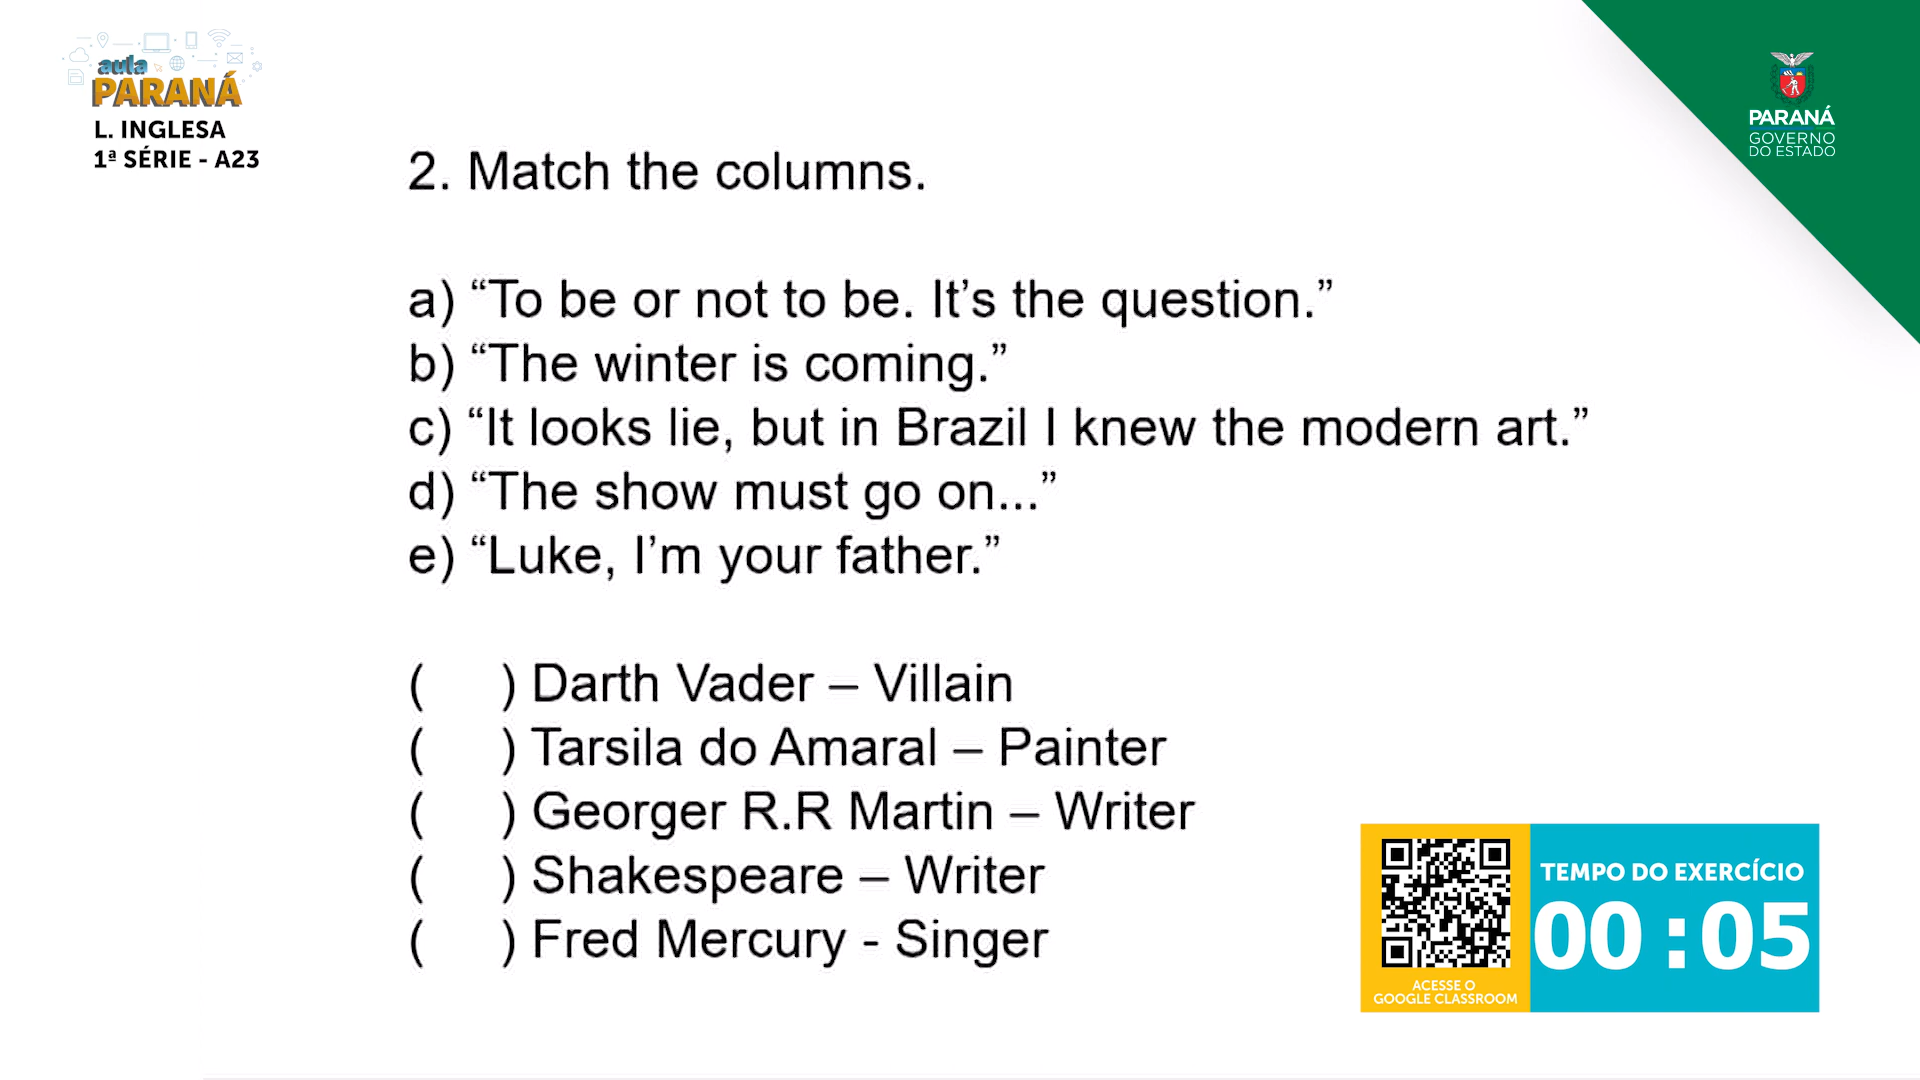 aula
PARANÁ
L. INGLESA
1ª SÉRIE - A23
PARANÁ
GOVERNO
DO ESTADO
2. Match the columns.
a) “To be or not to be. It’s the question.”
b) “The winter is coming.”
c) “It looks lie, but in Brazil I knew the modern art.”
d) “The show must go on...”
e) “Luke, I’m your father.”
( ) Darth Vader – Villain
( ) Tarsila do Amaral – Painter
( ) Georger R.R Martin – Writer
( ) Shakespeare – Writer
( ) Fred Mercury - Singer
ACESSE O
GOOGLE CLASSROOM
TEMPO DO EXERCÍCIO
00:05